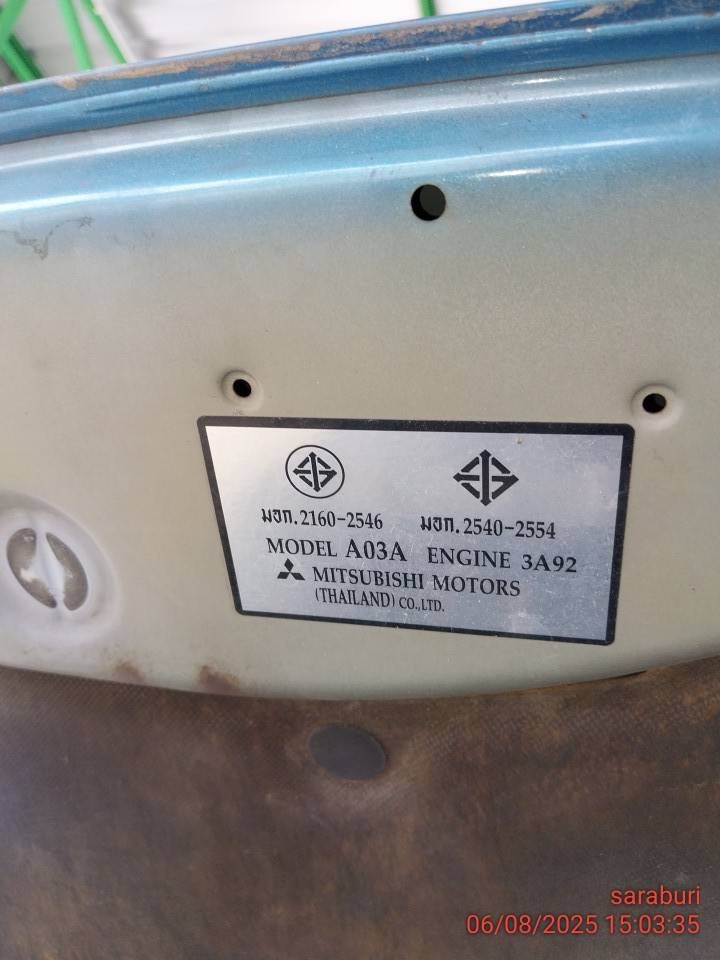 มอก.2160-2546 มอก.2540-2554
MODEL A03A ENGINE 3A92
MITSUBISHI MOTORS
(THAILAND) CO.,LTD.
saraburi
06/08/2025 15:03:35